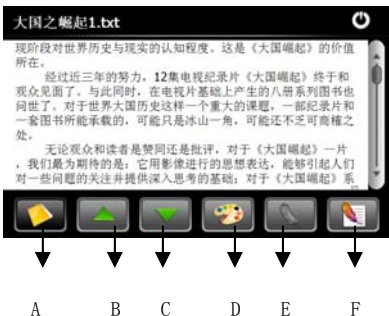 大国之崛起1.txt
现阶段对世界历史与现实的认知程度。这是《大国崛起》的价值
所在。
经过近三年的努力，12集电视纪录片《大国崛起》终于和
观众见面了。与此同时，在电视片基础上产生的八册系列图书也
问世了。对于世界大国历史这样一个重大的课题，一部纪录片和
一套图书所能承载的，可能只是冰山一角，可能还不乏可商榷之
处。
无论观众和读者是赞同还是批评，对于《大国崛起》一片
，我们最为期待的是：它用影像进行的思想表达，能够引起人们
对一些问题的关注并提供深入思考的基础；对于《大国崛起》系
A B C D E F